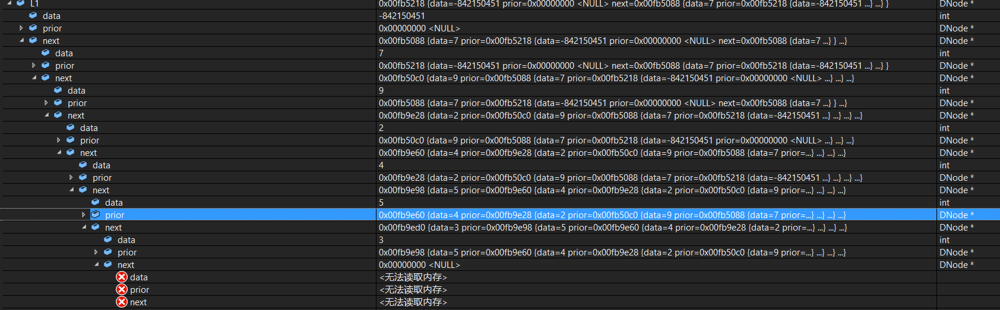 L1 0x00fb5218 {data=-842150451 prior=0x00000000 <NULL> next=0x00fb5088 {data=7 prior=0x00fb5218 {data=-842150451 ...} ...} } DNode *
data -842150451 int
prior 0x00000000 <NULL> DNode *
next 0x00fb5088 {data=7 prior=0x00fb5218 {data=-842150451 prior=0x00000000 <NULL> next=0x00fb5088 {data=7 ...} } ...} DNode *
data 7 int
prior 0x00fb5218 {data=-842150451 prior=0x00000000 <NULL> next=0x00fb5088 {data=7 prior=0x00fb5218 {data=-842150451 ...} ...} } DNode *
next 0x00fb50c0 {data=9 prior=0x00fb5088 {data=7 prior=0x00fb5218 {data=-842150451 prior=0x00000000 <NULL> ...} ...} ...} DNode *
data 9 int
prior 0x00fb5088 {data=7 prior=0x00fb5218 {data=-842150451 prior=0x00000000 <NULL> next=0x00fb5088 {data=7 ...} } ...} DNode *
next 0x00fb9e28 {data=2 prior=0x00fb50c0 {data=9 prior=0x00fb5088 {data=7 prior=0x00fb5218 {data=-842150451 ...} ...} ...} ...} DNode *
data 2 int
prior 0x00fb50c0 {data=9 prior=0x00fb5088 {data=7 prior=0x00fb5218 {data=-842150451 prior=0x00000000 <NULL> ...} ...} ...} DNode *
next 0x00fb9e60 {data=4 prior=0x00fb9e28 {data=2 prior=0x00fb50c0 {data=9 prior=0x00fb5088 {data=7 prior=...} ...} ...} ...} DNode *
data 4 int
prior 0x00fb9e28 {data=2 prior=0x00fb50c0 {data=9 prior=0x00fb5088 {data=7 prior=0x00fb5218 {data=-842150451 ...} ...} ...} ...} DNode *
next 0x00fb9e98 {data=5 prior=0x00fb9e60 {data=4 prior=0x00fb9e28 {data=2 prior=0x00fb50c0 {data=9 prior=...} ...} ...} ...} DNode *
data 5 int
prior 0x00fb9e60 {data=4 prior=0x00fb9e28 {data=2 prior=0x00fb50c0 {data=9 prior=0x00fb5088 {data=7 prior=...} ...} ...} ...} DNode *
next 0x00fb9ed0 {data=3 prior=0x00fb9e98 {data=5 prior=0x00fb9e60 {data=4 prior=0x00fb9e28 {data=2 prior=...} ...} ...} ...} DNode *
data 3 int
prior 0x00fb9e98 {data=5 prior=0x00fb9e60 {data=4 prior=0x00fb9e28 {data=2 prior=0x00fb50c0 {data=9 prior=...} ...} ...} ...} DNode *
next 0x00000000 <NULL> DNode *
data <无法读取内存>
prior <无法读取内存>
next <无法读取内存>